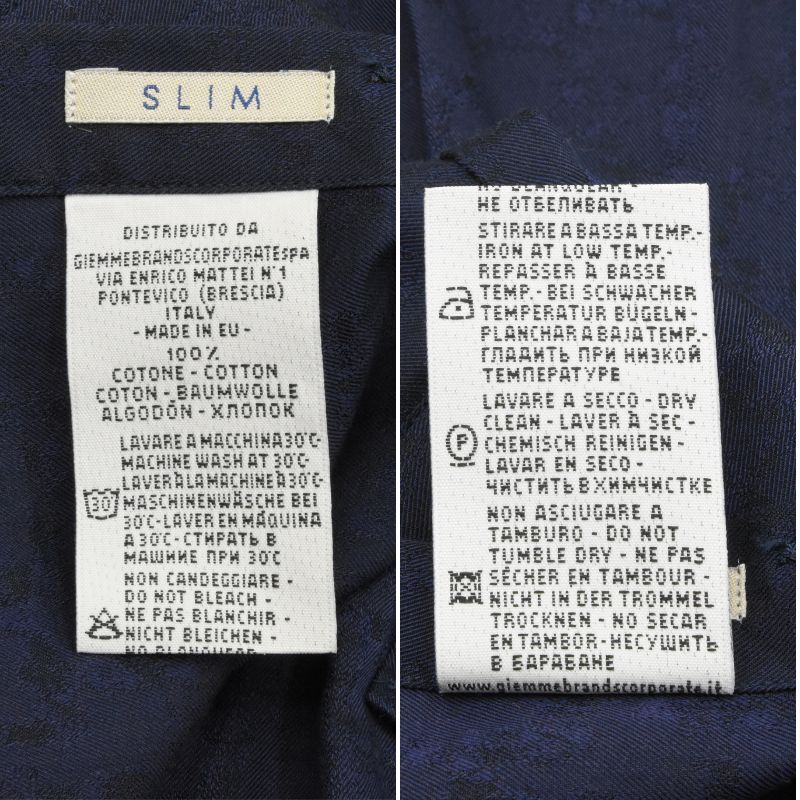 SLIM
DISTRIBUITO DA
GIEMMEBRANDSCORPORATESPA
VIA ENRICO MATTEI N°1
PONTEVICO (BRESCIA)
ITALY
- MADE IN EU -
100%
COTONE - COTTON
COTON - BAUMWOLLE
ALGODÓN - ХЛОПОК
LAVARE A MACCHINA 30°C-
MACHINE WASH AT 30°C-
LAVER À LA MACHINE À 30°C-
30°
MASCHINENWÄSCHE BEI
30°C-LAVER EN MÁQUINA
A 30°C-СТИРАТЬ В
МАШИНЕ ПРИ 30°C
NON CANDEGGIARE -
DO NOT BLEACH -
NE PAS BLANCHIR -
NICHT BLEICHEN -
NO BLANQUEAR
NO BLANQUEAR -
НЕ ОТБЕЛИВАТЬ
STIRARE A BASSA TEMP.-
IRON AT LOW TEMP.-
REPASSER À BASSE
TEMP.- BEI SCHWACHER
TEMPERATUR BÜGELN -
PLANCHAR A BAJA TEMP.-
ГЛАДИТЬ ПРИ НИЗКОЙ
ТЕМПЕРАТУРЕ
LAVARE A SECCO - DRY
CLEAN - LAVER À SEC -
P
CHEMISCH REINIGEN -
LAVAR EN SECO -
ЧИСТИТЬ В ХИМЧИСТКЕ
NON ASCIUGARE A
TAMBURO - DO NOT
TUMBLE DRY - NE PAS
SÉCHER EN TAMBOUR -
NICHT IN DER TROMMEL
TROCKNEN - NO SECAR
EN TAMBOR - НЕ СУШИТЬ
В БАРАБАНЕ
www.giemmebrandscorporate.it